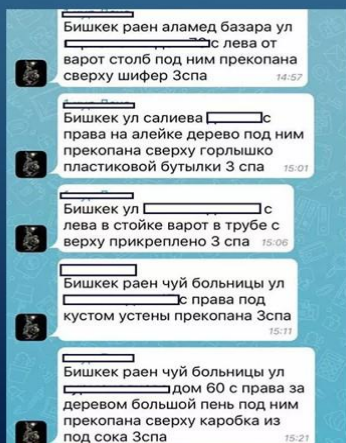 Бишкек раен аламед базара ул
с лева от
варот столб под ним прекопана
сверху шифер 3спа
14:57
Бишкек ул салиева с
права на алейке дерево под ним
прекопана сверху горлышко
пластиковой бутылки 3 спа 15:01
Бишкек ул с
лева в стойке варот в трубе с
верху прикреплено 3 спа 15:06
Бишкек раен чуй больницы ул
с права под
кустом устены прекопана 3спа
15:11
Бишкек раен чуй больницы ул
дом 60 с права за
деревом большой пень под ним
прекопана сверху каробка из
под сока 3спа 15:21